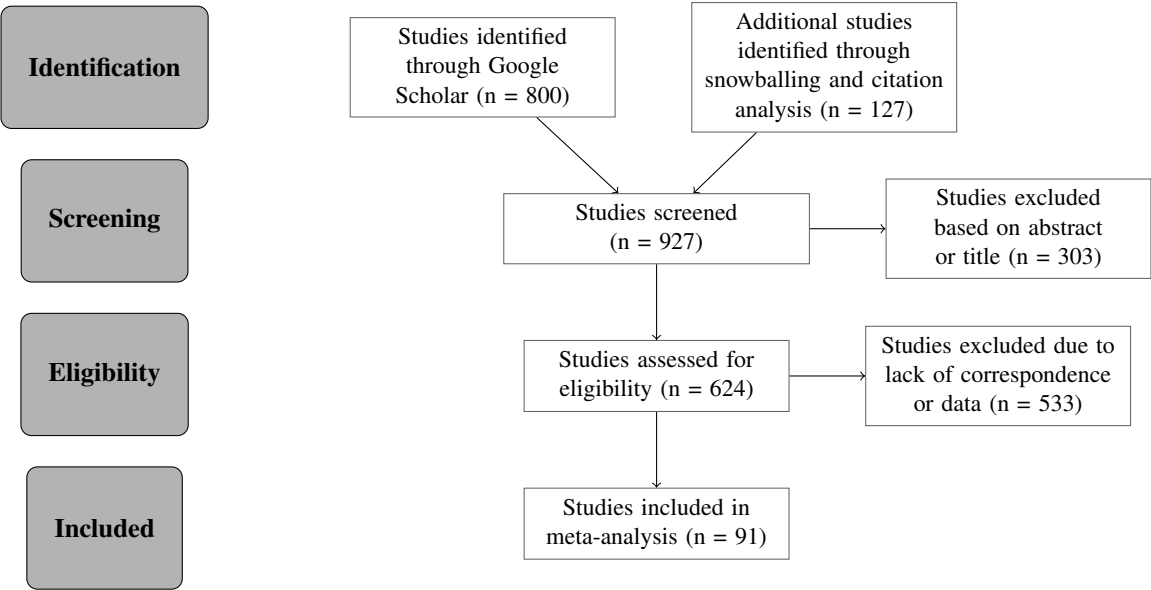 Identification
Studies identified
through Google
Scholar (n = 800)
Additional studies
identified through
snowballing and citation
analysis (n = 127)
Screening
Studies screened
(n = 927)
Studies excluded
based on abstract
or title (n = 303)
Eligibility
Studies assessed for
eligibility (n = 624)
Studies excluded due to
lack of correspondence
or data (n = 533)
Included
Studies included in
meta-analysis (n = 91)